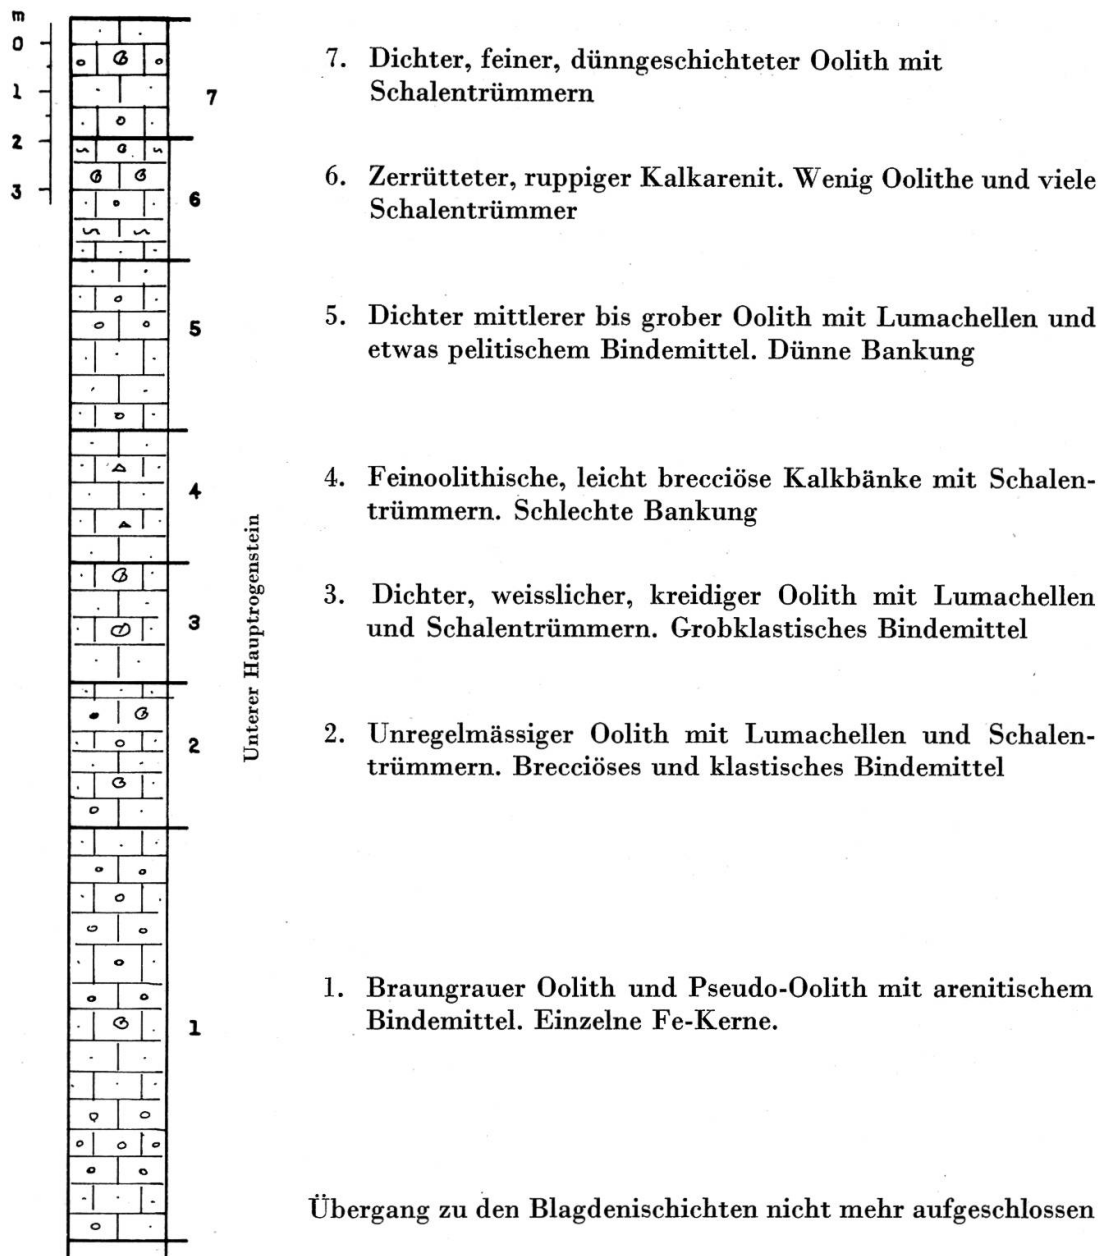 m
0
1
2
3
7
6
5
4
3
2
1
Unterer Hauptrogenstein
7. Dichter, feiner, dünngeschichteter Oolith mit
Schalentrümmern
6. Zerrütteter, ruppiger Kalkarenit. Wenig Oolithe und viele
Schalentrümmer
5. Dichter mittlerer bis grober Oolith mit Lumachellen und
etwas pelitischem Bindemittel. Dünne Bankung
4. Feinoolithische, leicht brecciöse Kalkbänke mit Schalen-
trümmern. Schlechte Bankung
3. Dichter, weisslicher, kreidiger Oolith mit Lumachellen
und Schalentrümmern. Grobklastisches Bindemittel
2. Unregelmässiger Oolith mit Lumachellen und Schalen-
trümmern. Brecciöses und klastisches Bindemittel
1. Braungrauer Oolith und Pseudo-Oolith mit arenitischem
Bindemittel. Einzelne Fe-Kerne.
Übergang zu den Blagdenischichten nicht mehr aufgeschlossen